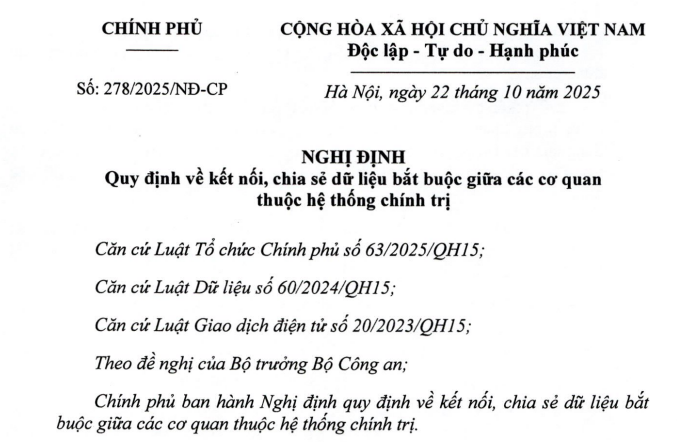 CHÍNH PHỦ
CỘNG HÒA XÃ HỘI CHỦ NGHĨA VIỆT NAM
Độc lập - Tự do - Hạnh phúc
Số: 278/2025/NĐ-CP
Hà Nội, ngày 22 tháng 10 năm 2025
NGHỊ ĐỊNH
Quy định về kết nối, chia sẻ dữ liệu bắt buộc giữa các cơ quan
thuộc hệ thống chính trị
Căn cứ Luật Tổ chức Chính phủ số 63/2025/QH15;
Căn cứ Luật Dữ liệu số 60/2024/QH15;
Căn cứ Luật Giao dịch điện tử số 20/2023/QH15;
Theo đề nghị của Bộ trưởng Bộ Công an;
Chính phủ ban hành Nghị định quy định về kết nối, chia sẻ dữ liệu bắt
buộc giữa các cơ quan thuộc hệ thống chính trị.